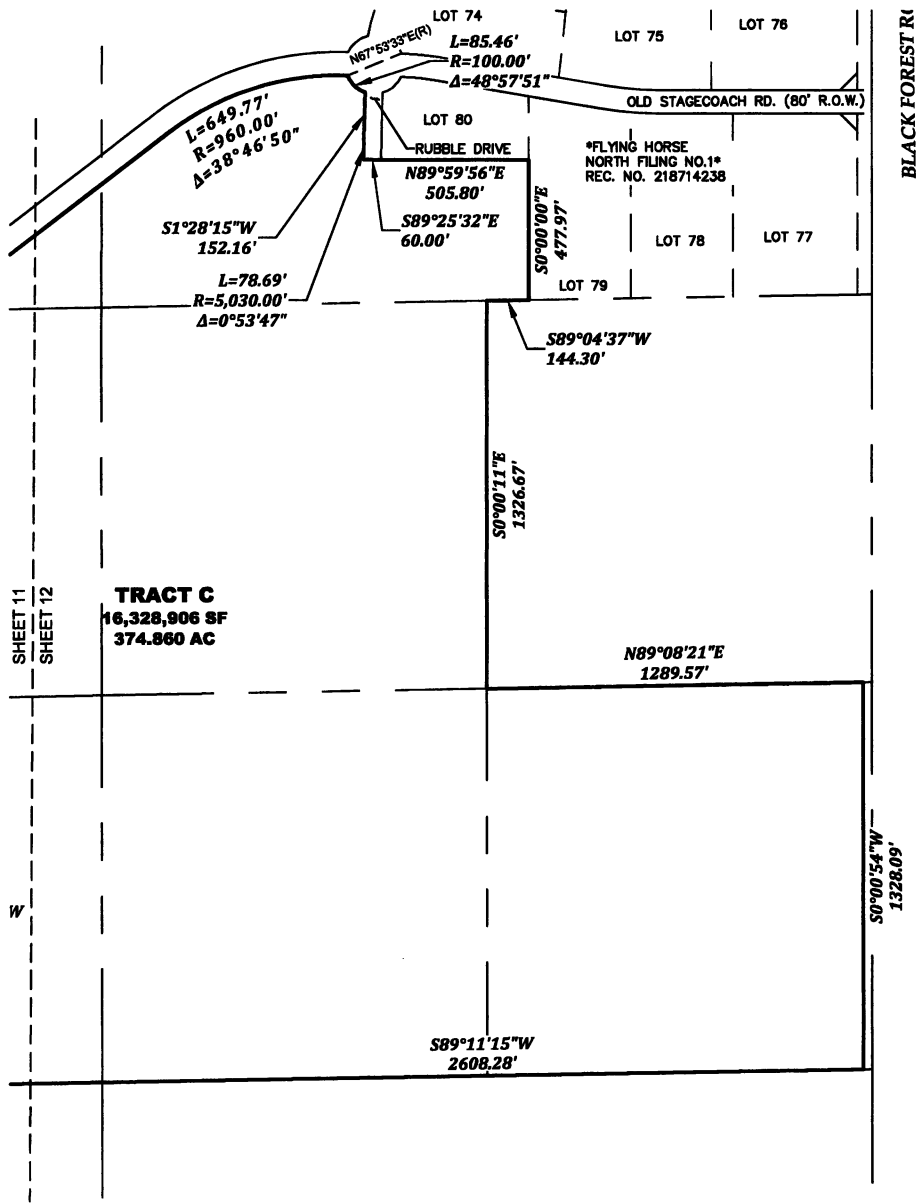 LOT 74
LOT 75
LOT 76
BLACK FOREST
N67°53'33"E(R)
L=85.46'
R=100.00'
Δ=48°57'51"
OLD STAGECOACH RD. (80' R.O.W.)
L=649.77'
R=960.00'
Δ=38°46'50"
LOT 80
RUBBLE DRIVE
*FLYING HORSE
NORTH FILING NO.1*
REC. NO. 218714238
N89°59'56"E
505.80'
S1°28'15"W
152.16'
S89°25'32"E
60.00'
S0°00'00"E
477.97'
LOT 78
LOT 77
L=78.69'
R=5,030.00'
Δ=0°53'47"
LOT 79
S89°04'37"W
144.30'
S0°00'11"E
1326.67'
SHEET 11
SHEET 12
TRACT C
16,328,906 SF
374.860 AC
N89°08'21"E
1289.57'
S0°00'54"W
1328.09'
W
S89°11'15"W
2608.28'